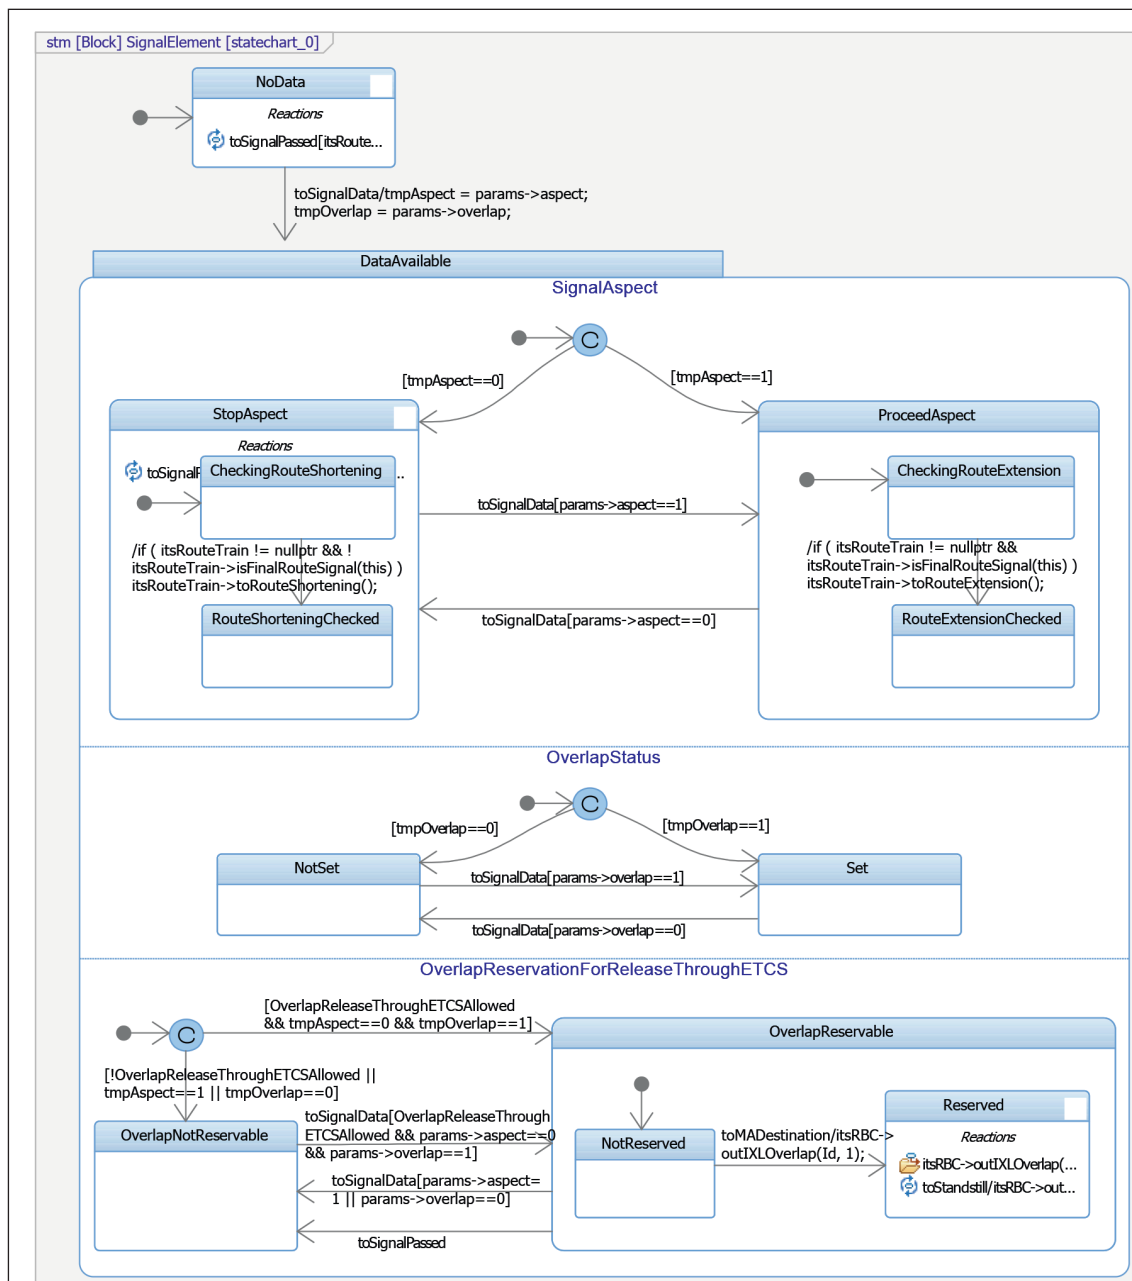 stm [Block] SignalElement [statechart_0]
NoData
Reactions
toSignalPassed[itsRoute...
toSignalData/tmpAspect = params->aspect;
tmpOverlap = params->overlap;
DataAvailable
SignalAspect
C
[tmpAspect==0]
[tmpAspect==1]
StopAspect
Reactions
toSignalP
..
CheckingRouteShortening
/if ( itsRouteTrain != nullptr && !
itsRouteTrain->isFinalRouteSignal(this) )
itsRouteTrain->toRouteShortening();
RouteShorteningChecked
toSignalData[params->aspect==1]
toSignalData[params->aspect==0]
ProceedAspect
CheckingRouteExtension
/if ( itsRouteTrain != nullptr &&
itsRouteTrain->isFinalRouteSignal(this) )
itsRouteTrain->toRouteExtension();
RouteExtensionChecked
OverlapStatus
C
[tmpOverlap==0]
[tmpOverlap==1]
NotSet
toSignalData[params->overlap==1]
toSignalData[params->overlap==0]
Set
OverlapReservationForReleaseThroughETCS
C
[OverlapReleaseThroughETCSAllowed
&& tmpAspect==0 && tmpOverlap==1]
[!OverlapReleaseThroughETCSAllowed ||
tmpAspect==1 || tmpOverlap==0]
OverlapNotReservable
toSignalData[OverlapReleaseThrough
ETCSAllowed && params->aspect==0
&& params->overlap==1]
toSignalData[params->aspect=
1 || params->overlap==0]
toSignalPassed
OverlapReservable
NotReserved
toMADestination/itsRBC->
outIXLOverlap(Id, 1);
Reserved
Reactions
itsRBC->outIXLOverlap(...
toStandstill/itsRBC->out...